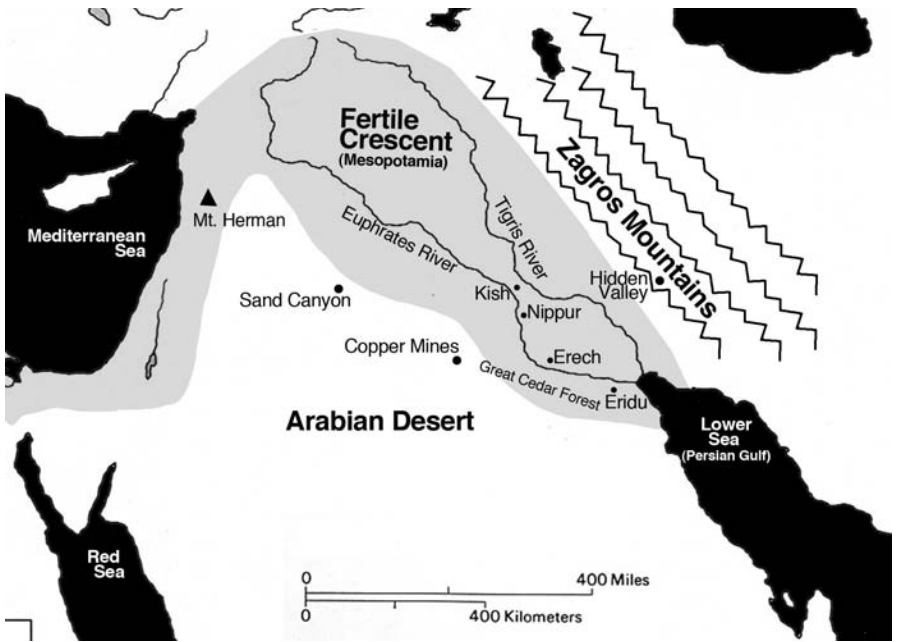 Fertile
Crescent
(Mesopotamia)
Zagros Mountains
Mt. Herman
Mediterranean
Sea
Euphrates River
Tigris River
Hidden
Valley
Sand Canyon
Kish
Nippur
Copper Mines
Erech
Great Cedar Forest
Eridu
Arabian Desert
Lower
Sea
(Persian Gulf)
Red
Sea
0
400 Miles
0
400 Kilometers